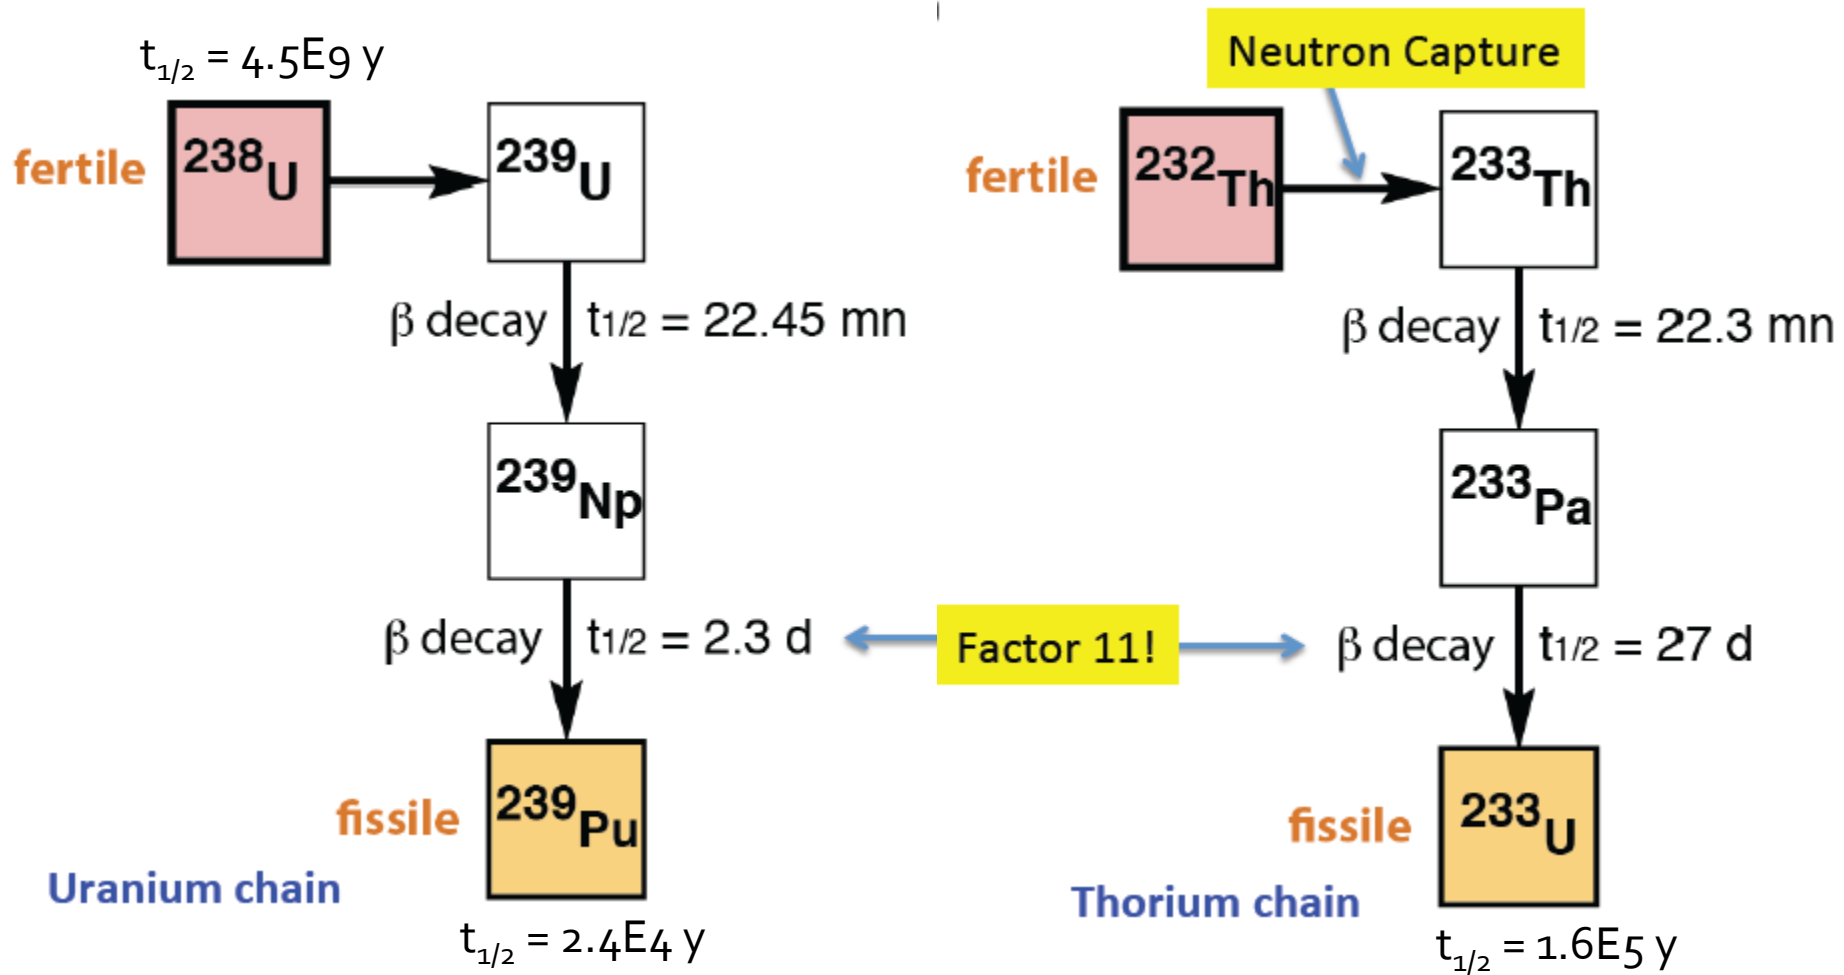 t1/2 = 4.5E9 y
fertile
238U
239U
β decay
t1/2 = 22.45 mn
239Np
β decay
t1/2 = 2.3 d
fissile
239Pu
Uranium chain
t1/2 = 2.4E4 y
Factor 11!
Neutron Capture
fertile
232Th
233Th
β decay
t1/2 = 22.3 mn
233Pa
β decay
t1/2 = 27 d
fissile
233U
Thorium chain
t1/2 = 1.6E5 y